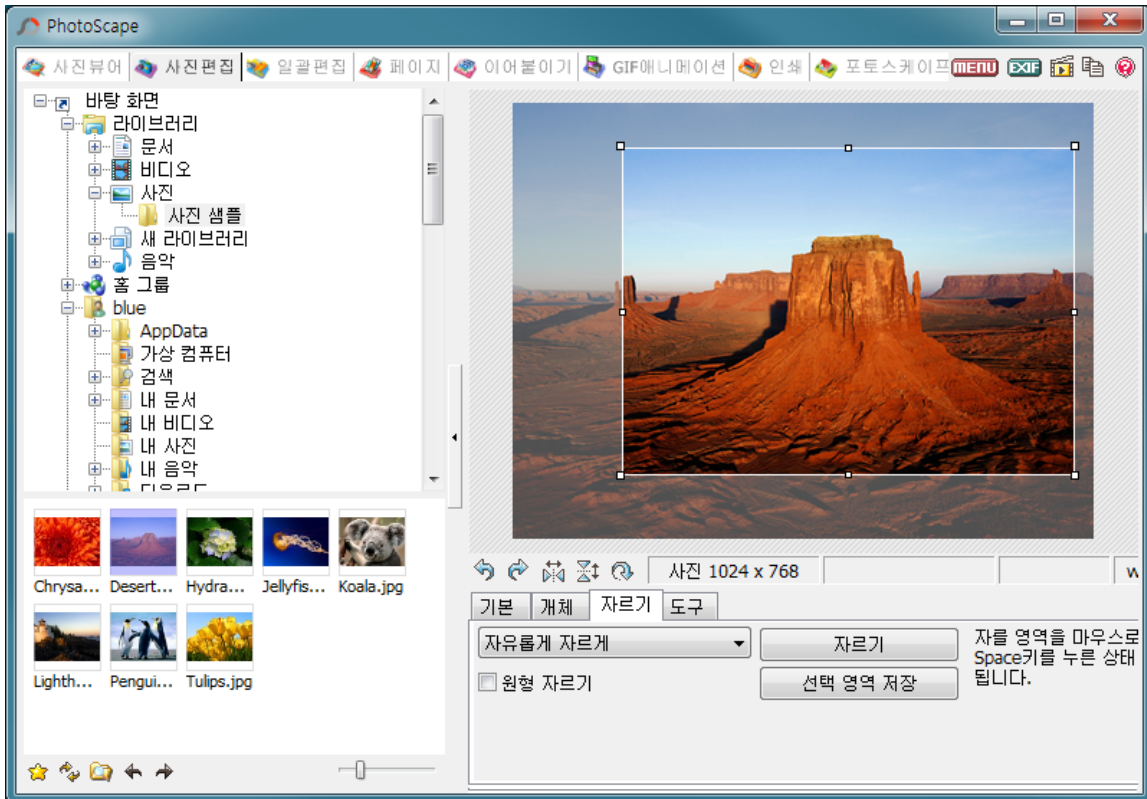 PhotoScape
사진뷰어 사진편집 일괄편집 페이지 이어붙이기 GIF애니메이션 인쇄 포토스케이프 MENU EXIF
바탕 화면
라이브러리
문서
비디오
사진
사진 샘플
새 라이브러리
음악
홈 그룹
blue
AppData
가상 컴퓨터
검색
내 문서
내 비디오
내 사진
내 음악
Chrysa... Desert... Hydra... Jellyfis... Koala.jpg
Lighth... Pengui... Tulips.jpg
사진 1024 x 768
기본 개체 자르기 도구
자유롭게 자르게
원형 자르기
자르기
선택 영역 저장
자를 영역을 마우스로
Space키를 누른 상태
됩니다.